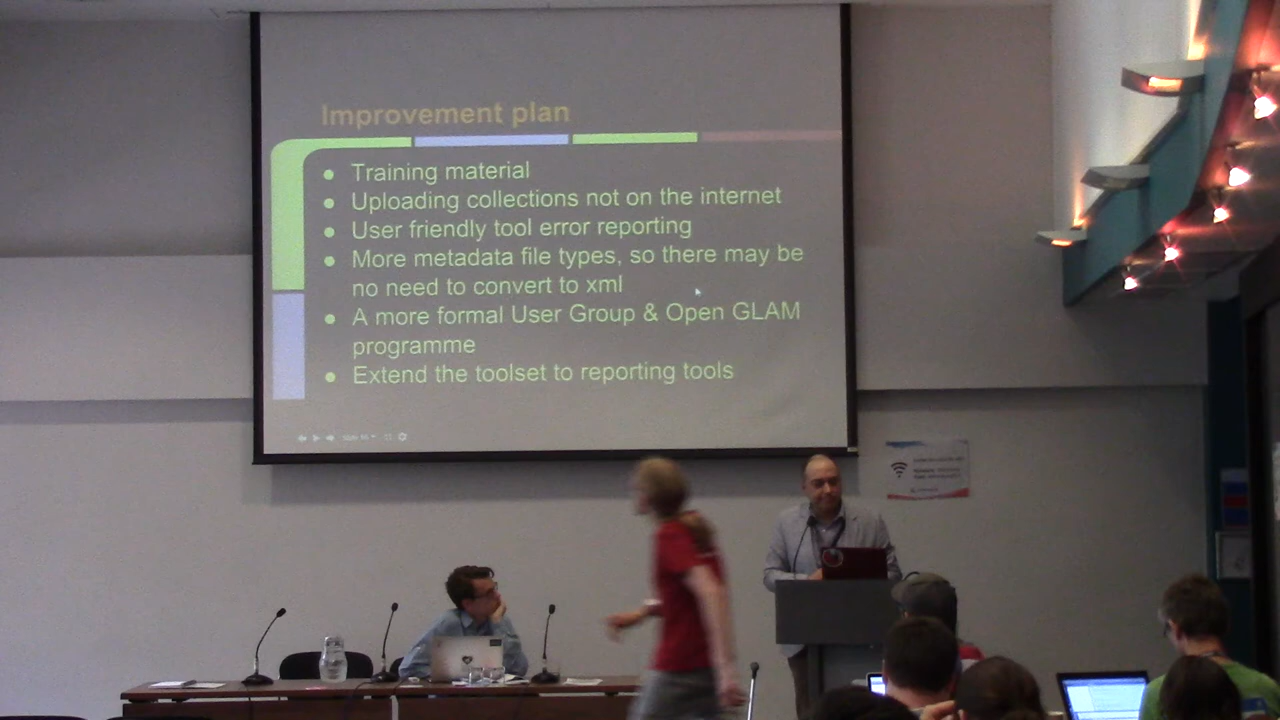 Improvement plan
● Training material
● Uploading collections not on the internet
● User friendly tool error reporting
● More metadata file types, so there may be
no need to convert to xml
● A more formal User Group & Open GLAM
programme
● Extend the toolset to reporting tools